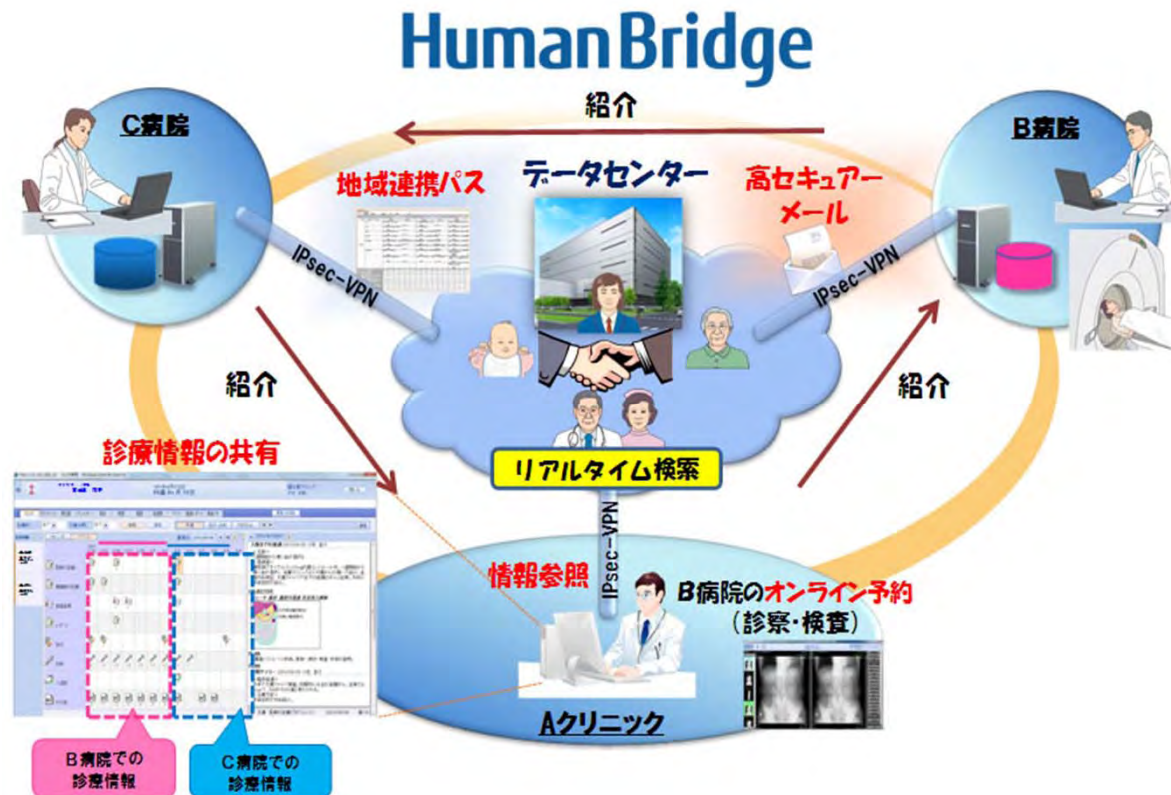 HumanBridge
紹介
C病院
B病院
地域連携パス
データセンター
高セキュアー
メール
IPsec-VPN
IPsec-VPN
紹介
紹介
診療情報の共有
リアルタイム検索
IPsec-VPN
情報参照
B病院のオンライン予約
(診察・検査)
Aクリニック
B病院での
診療情報
C病院での
診療情報